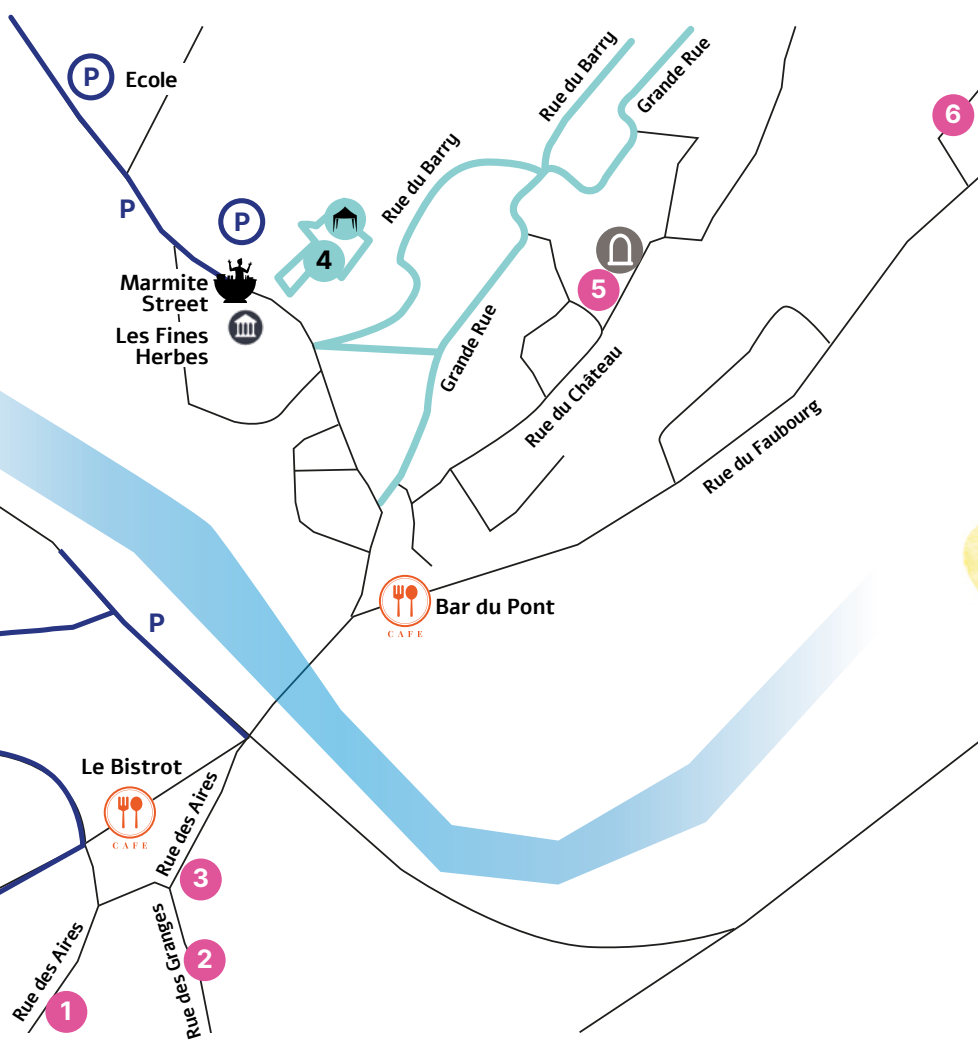 P
Ecole
P
P
Rue du Barry
Grande Rue
6
Rue du Barry
4
Marmite
Street
5
Les Fines
Herbes
Grande Rue
Rue du Château
Rue du Faubourg
CAFE
Bar du Pont
P
Le Bistrot
CAFE
Rue des Aires
3
Rue des Granges
2
Rue des Aires
1